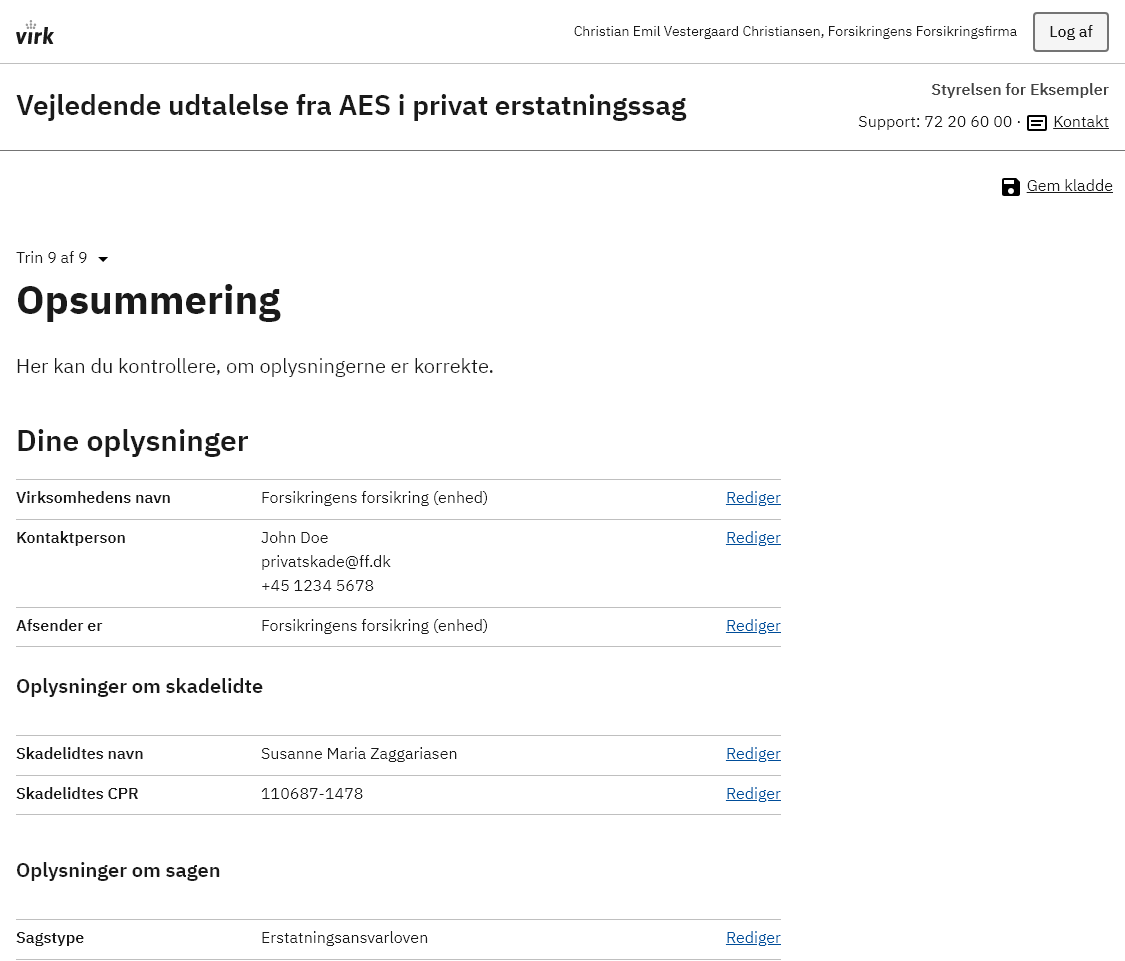 virk
Christian Emil Vestergaard Christiansen, Forsikringens Forsikringsfirma
Log af
Vejledende udtalelse fra AES i privat erstatningssag
Styrelsen for Eksempler
Support: 72 20 60 00 · Kontakt
Gem kladde
Trin 9 af 9
Opsummering
Her kan du kontrollere, om oplysningerne er korrekte.
Dine oplysninger
Virksomhedens navn Forsikringens forsikring (enhed) Rediger
Kontaktperson John Doe Rediger
privatskade@ff.dk
+45 1234 5678
Afsender er Forsikringens forsikring (enhed) Rediger
Oplysninger om skadelidte
Skadelidtes navn Susanne Maria Zaggariasen Rediger
Skadelidtes CPR 110687-1478 Rediger
Oplysninger om sagen
Sagstype Erstatningsansvarloven Rediger